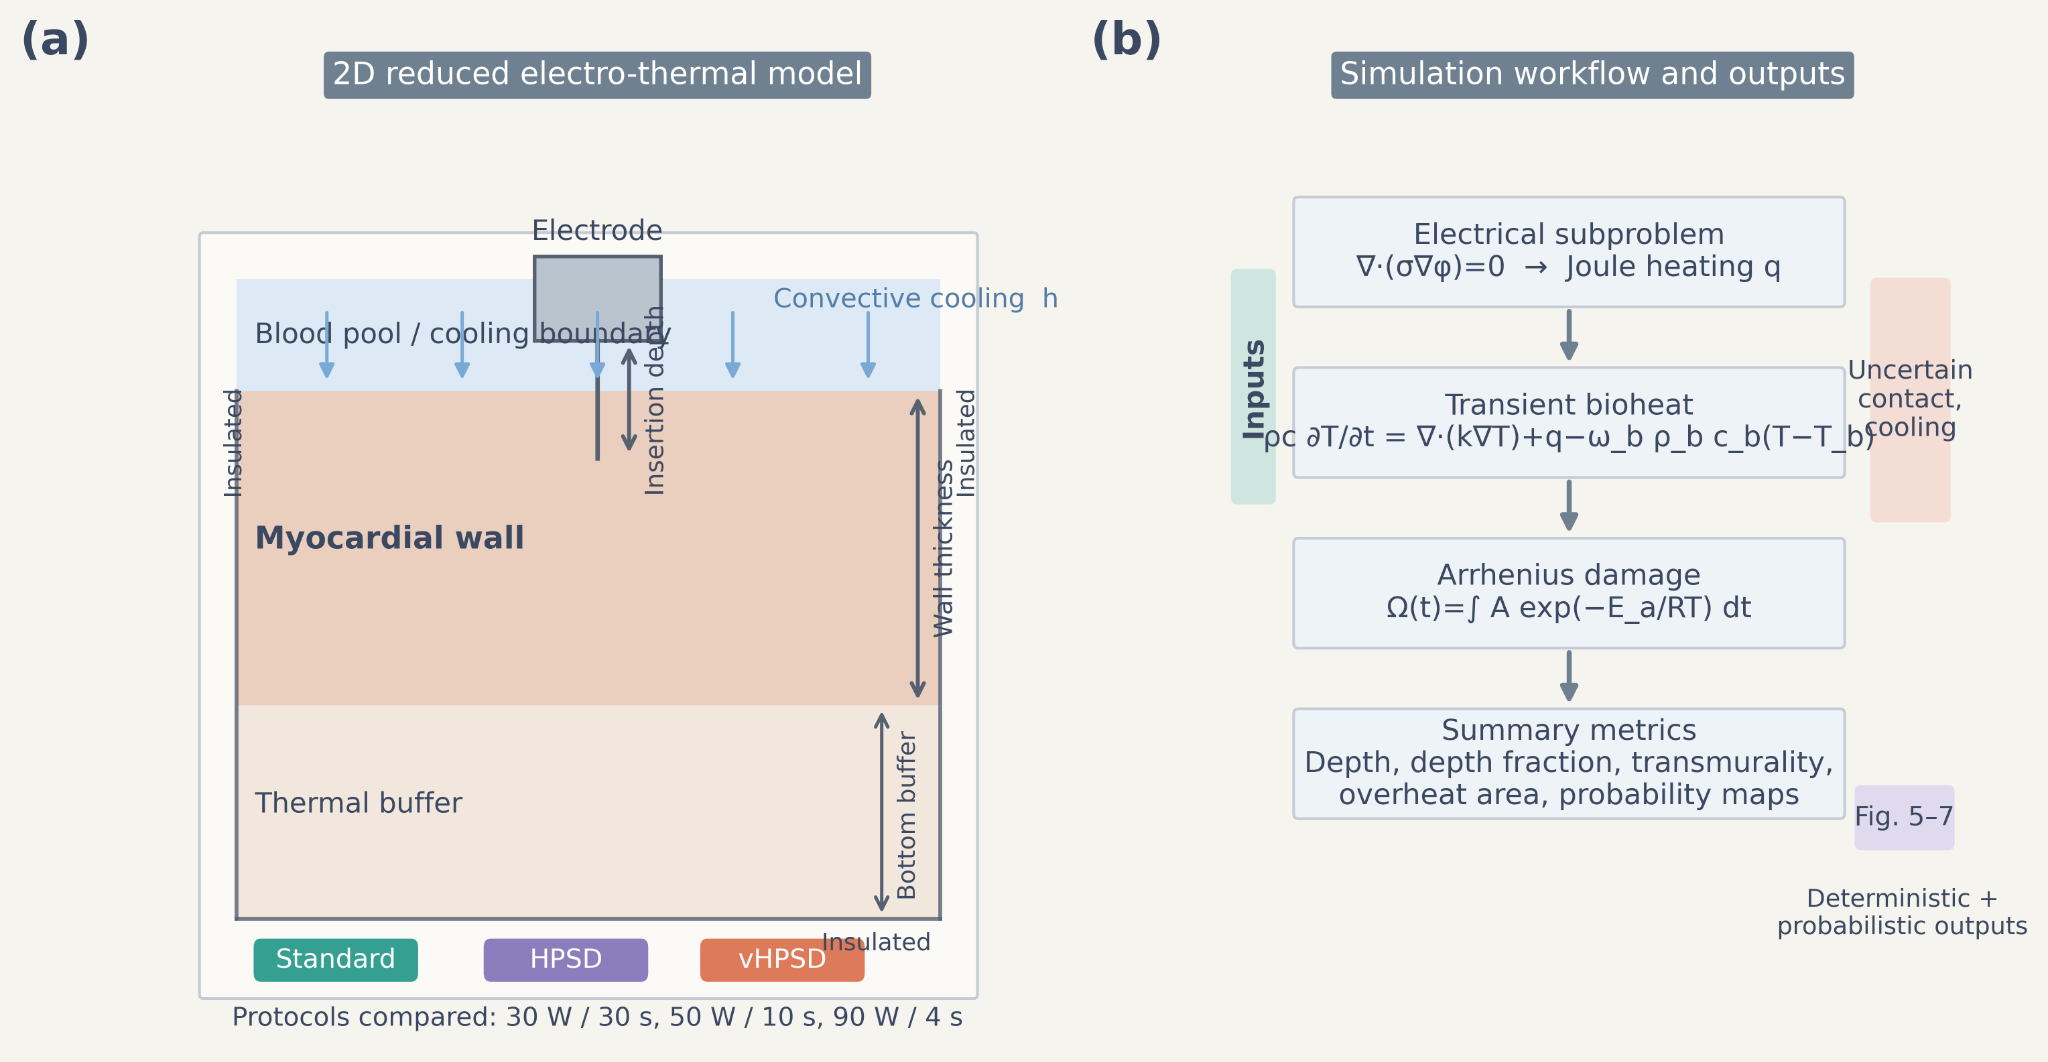 (a)
2D reduced electro-thermal model
Electrode
Convective cooling  h
Blood pool / cooling boundary
Insertion depth
Insulated
Insulated
Wall thickness
Myocardial wall
Thermal buffer
Bottom buffer
Insulated
Standard
HPSD
vHPSD
Protocols compared: 30 W / 30 s, 50 W / 10 s, 90 W / 4 s
(b)
Simulation workflow and outputs
Inputs
Electrical subproblem
∇·(σ∇φ)=0 → Joule heating q
Transient bioheat
ρc ∂T/∂t = ∇·(k∇T)+q−ω_b ρ_b c_b(T−T_b)
Uncertain
contact,
cooling
Arrhenius damage
Ω(t)=∫ A exp(−E_a/RT) dt
Summary metrics
Depth, depth fraction, transmurality,
overheat area, probability maps
Fig. 5–7
Deterministic +
probabilistic outputs